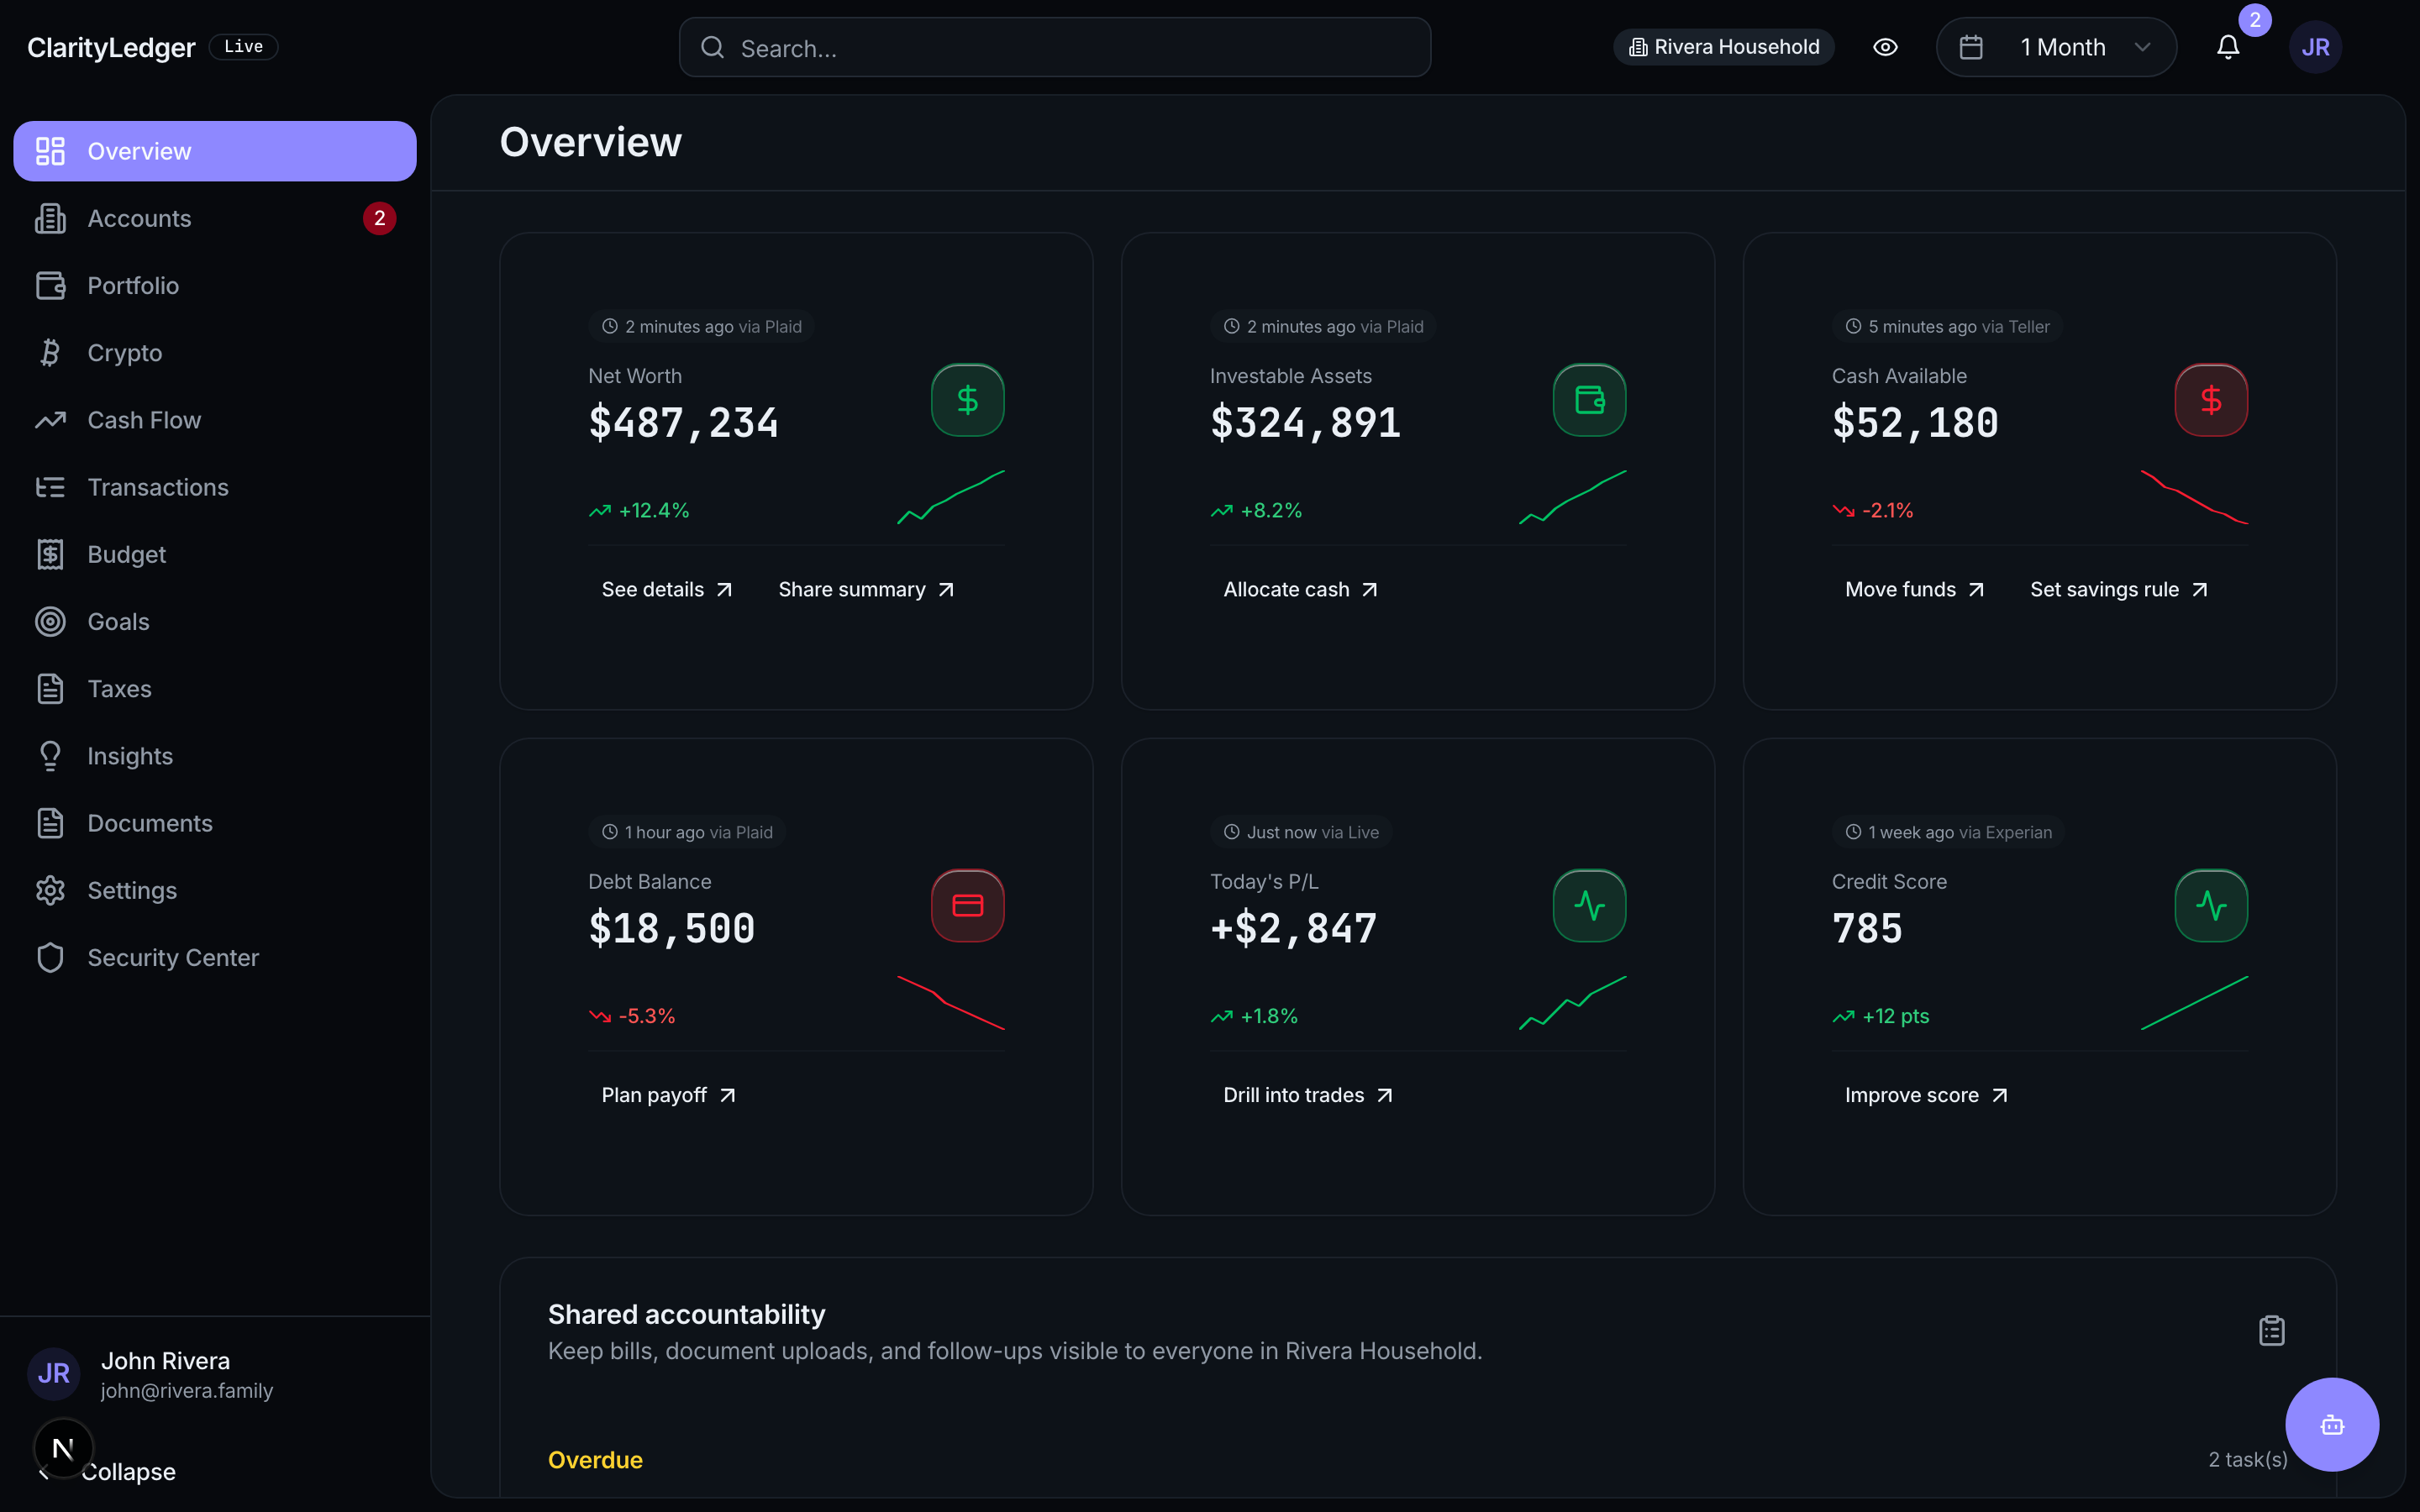 ClarityLedger Live
Search...
Rivera Household
1 Month
2
JR
Overview
Accounts 2
Portfolio
Crypto
Cash Flow
Transactions
Budget
Goals
Taxes
Insights
Documents
Settings
Security Center
JR
John Rivera
john@rivera.family
N
Collapse
Overview
2 minutes ago via Plaid
Net Worth
$487,234
+12.4%
See details
Share summary
2 minutes ago via Plaid
Investable Assets
$324,891
+8.2%
Allocate cash
5 minutes ago via Teller
Cash Available
$52,180
-2.1%
Move funds
Set savings rule
1 hour ago via Plaid
Debt Balance
$18,500
-5.3%
Plan payoff
Just now via Live
Today's P/L
+$2,847
+1.8%
Drill into trades
1 week ago via Experian
Credit Score
785
+12 pts
Improve score
Shared accountability
Keep bills, document uploads, and follow-ups visible to everyone in Rivera Household.
Overdue
2 task(s)